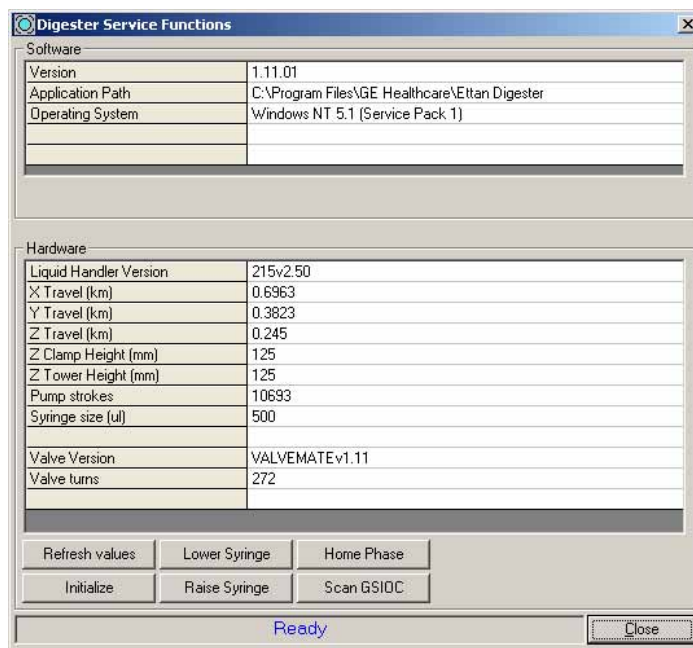 Digester Service Functions
Software
Version 1.11.01
Application Path C:\Program Files\GE Healthcare\Ettan Digester
Operating System Windows NT 5.1 (Service Pack 1)
Hardware
Liquid Handler Version 215v2.50
X Travel (km) 0.6963
Y Travel (km) 0.3823
Z Travel (km) 0.245
Z Clamp Height (mm) 125
Z Tower Height (mm) 125
Pump strokes 10693
Syringe size (ul) 500
Valve Version VALVEMATEv1.11
Valve turns 272
Refresh values Lower Syringe Home Phase
Initialize Raise Syringe Scan GSIOC
Ready Close